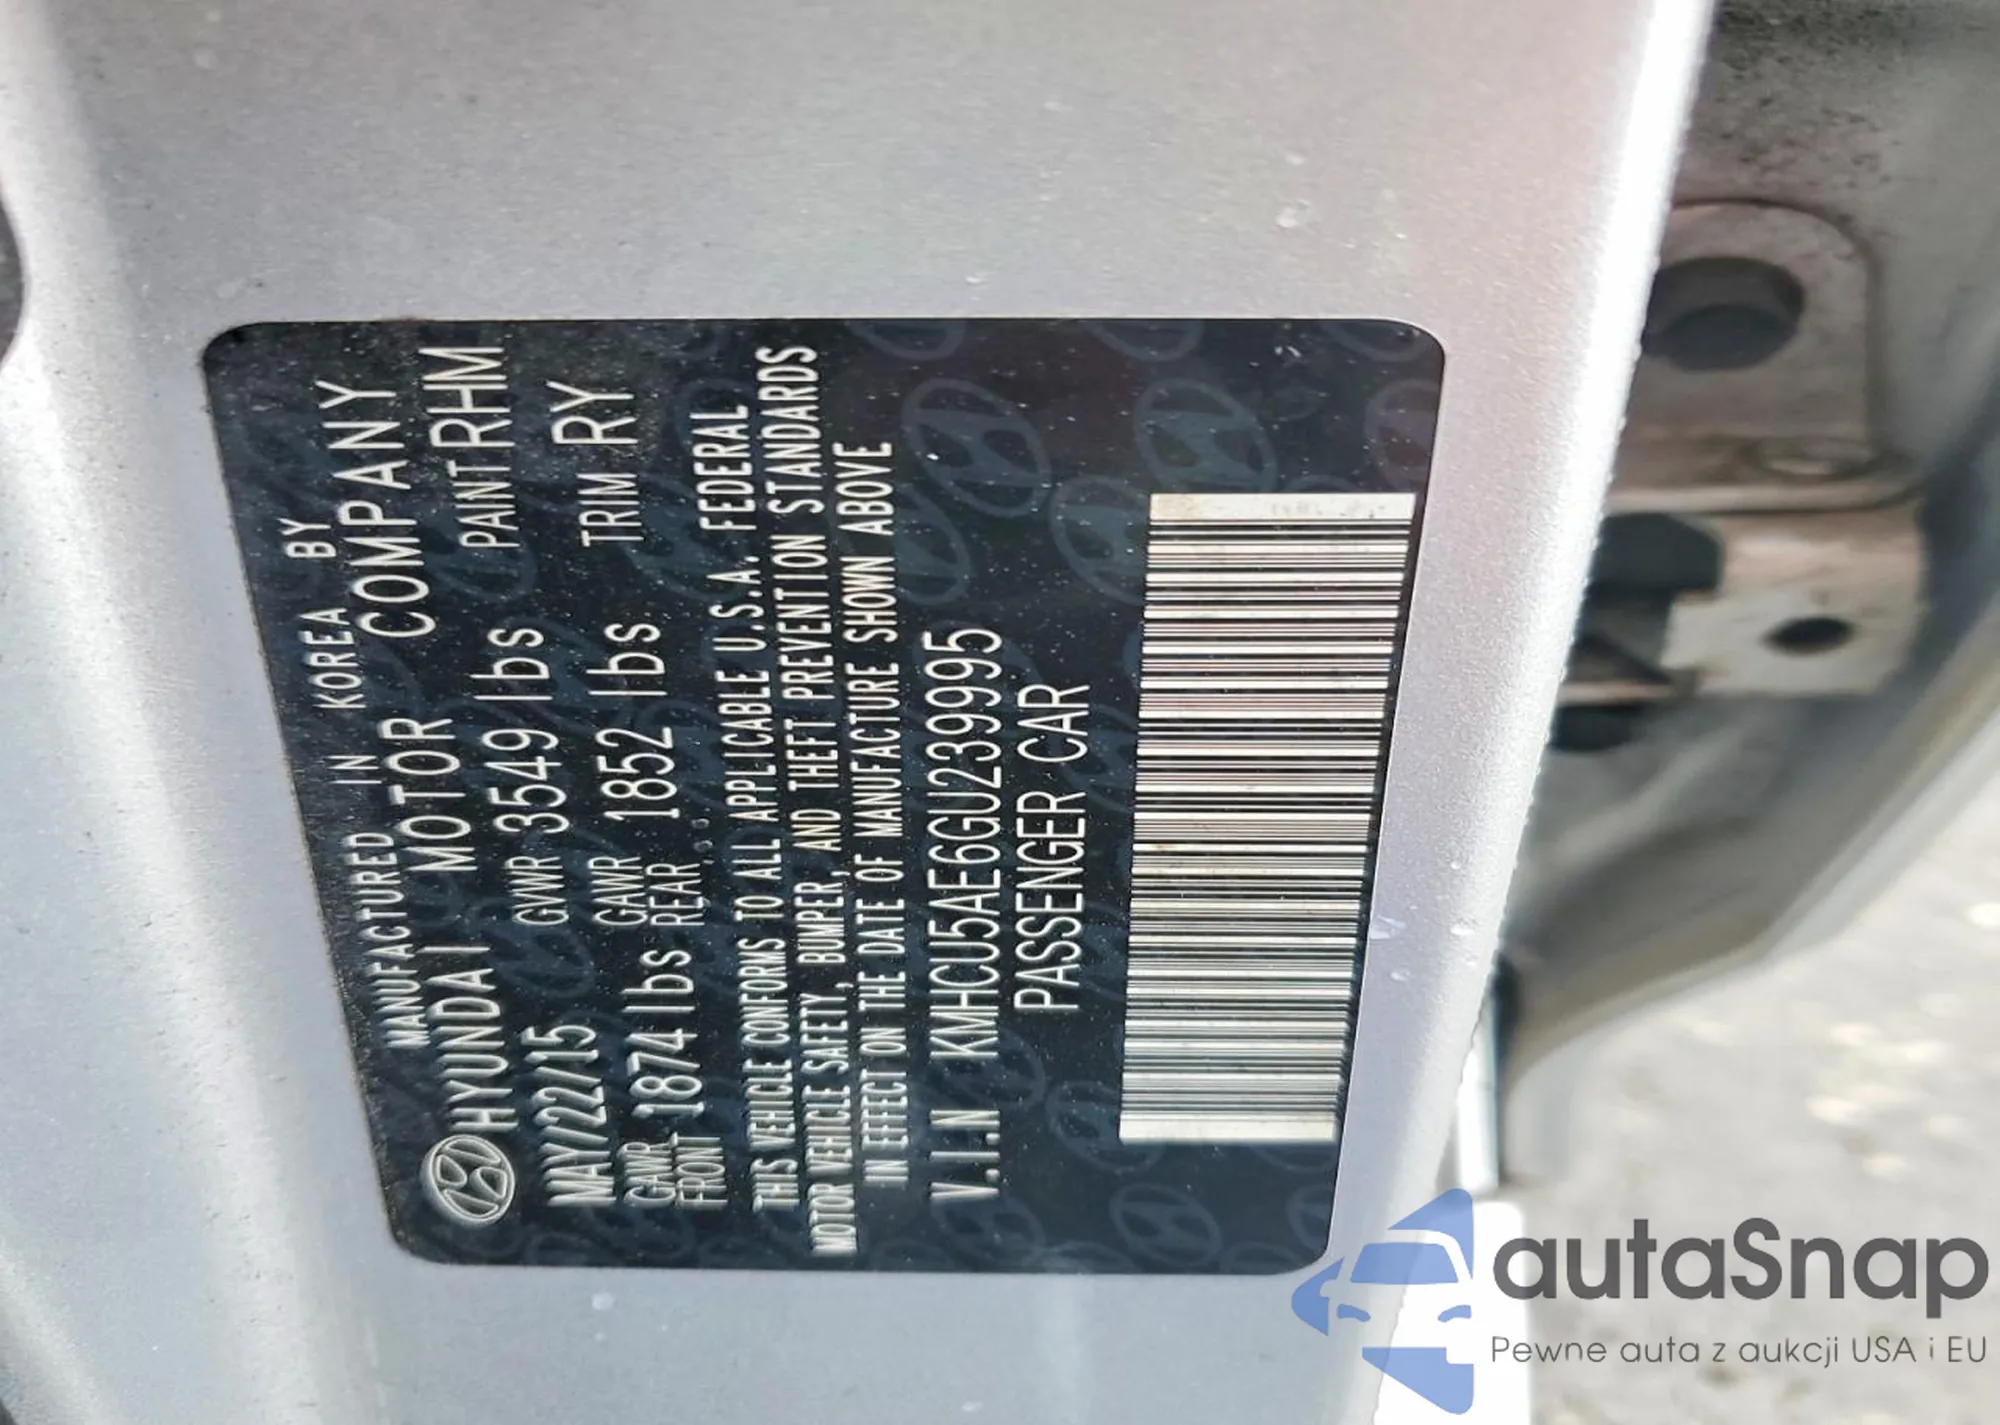 MANUFACTURED IN KOREA BY
HYUNDAI MOTOR COMPANY
MAY/22/15 GVWR 3549 lbs PAINT RHM
GAWR FRONT 1874 lbs GAWR REAR 1852 lbs TRIM RY
THIS VEHICLE CONFORMS TO ALL APPLICABLE U.S.A. FEDERAL
MOTOR VEHICLE SAFETY, BUMPER, AND THEFT PREVENTION STANDARDS
IN EFFECT ON THE DATE OF MANUFACTURE SHOWN ABOVE
V.I.N KMHCU5AE6GU239995
PASSENGER CAR
autaSnap
Pewne auta z aukcji USA i EU